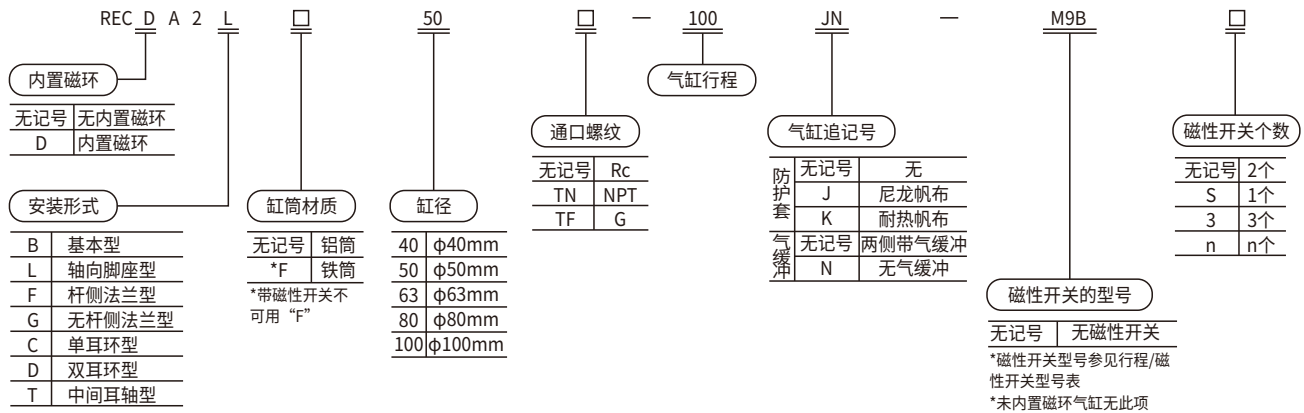 REC D A 2 L □ 50 □ — 100 JN — M9B □
内置磁环
无记号 无内置磁环
D 内置磁环
安装形式
B 基本型
L 轴向脚座型
F 杆侧法兰型
G 无杆侧法兰型
C 单耳环型
D 双耳环型
T 中间耳轴型
缸筒材质
无记号 铝筒
*F 铁筒
*带磁性开关不
可用“F”
缸径
40 φ40mm
50 φ50mm
63 φ63mm
80 φ80mm
100 φ100mm
通口螺纹
无记号 Rc
TN NPT
TF G
气缸行程
气缸追记号
防护套
无记号 无
J 尼龙帆布
K 耐热帆布
气缓冲
无记号 两侧带气缓冲
N 无气缓冲
磁性开关的型号
无记号 无磁性开关
*磁性开关型号参见行程/磁
性开关型号表
*未内置磁环气缸无此项
磁性开关个数
无记号 2个
S 1个
3 3个
n n个